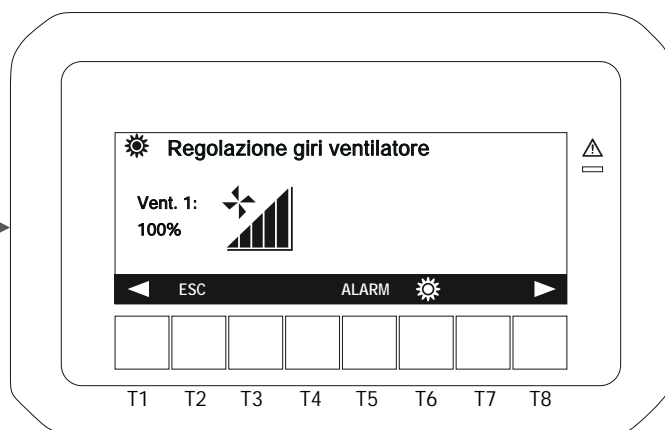 Regolazione giri ventilatore
Vent. 1:
100%
ESC ALARM
T1 T2 T3 T4 T5 T6 T7 T8